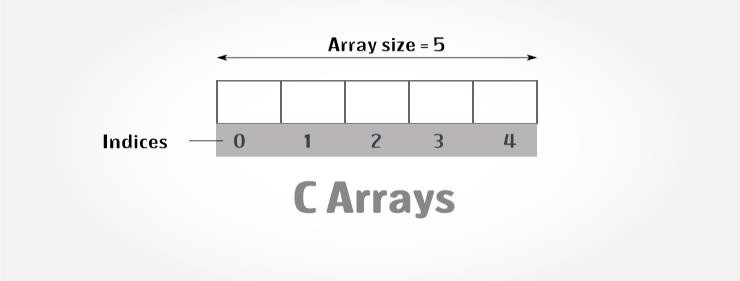 Array size = 5
Indices 0 1 2 3 4
C Arrays